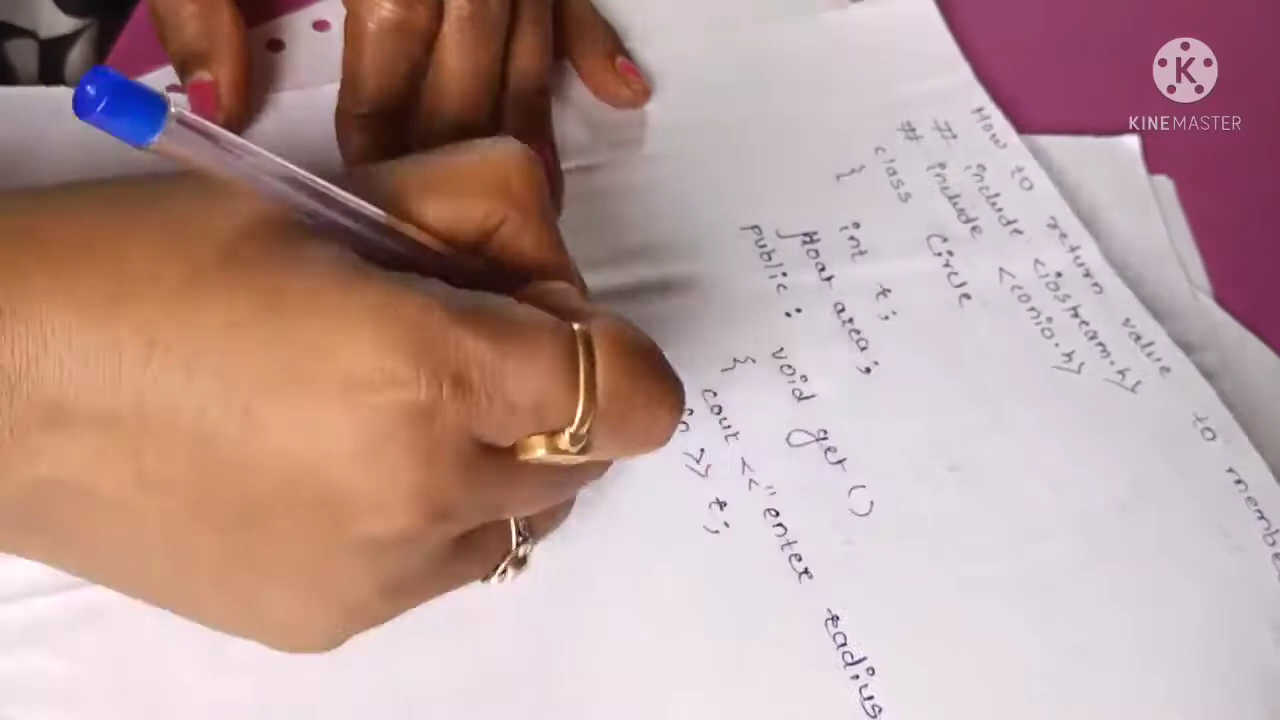 How to return value to membe
# include <iostream.h>
# include <conio.h>
class Circle
{
int r;
float area;
public: void get ()
{
cout <<"enter radius
in >> r;
K
KINEMASTER